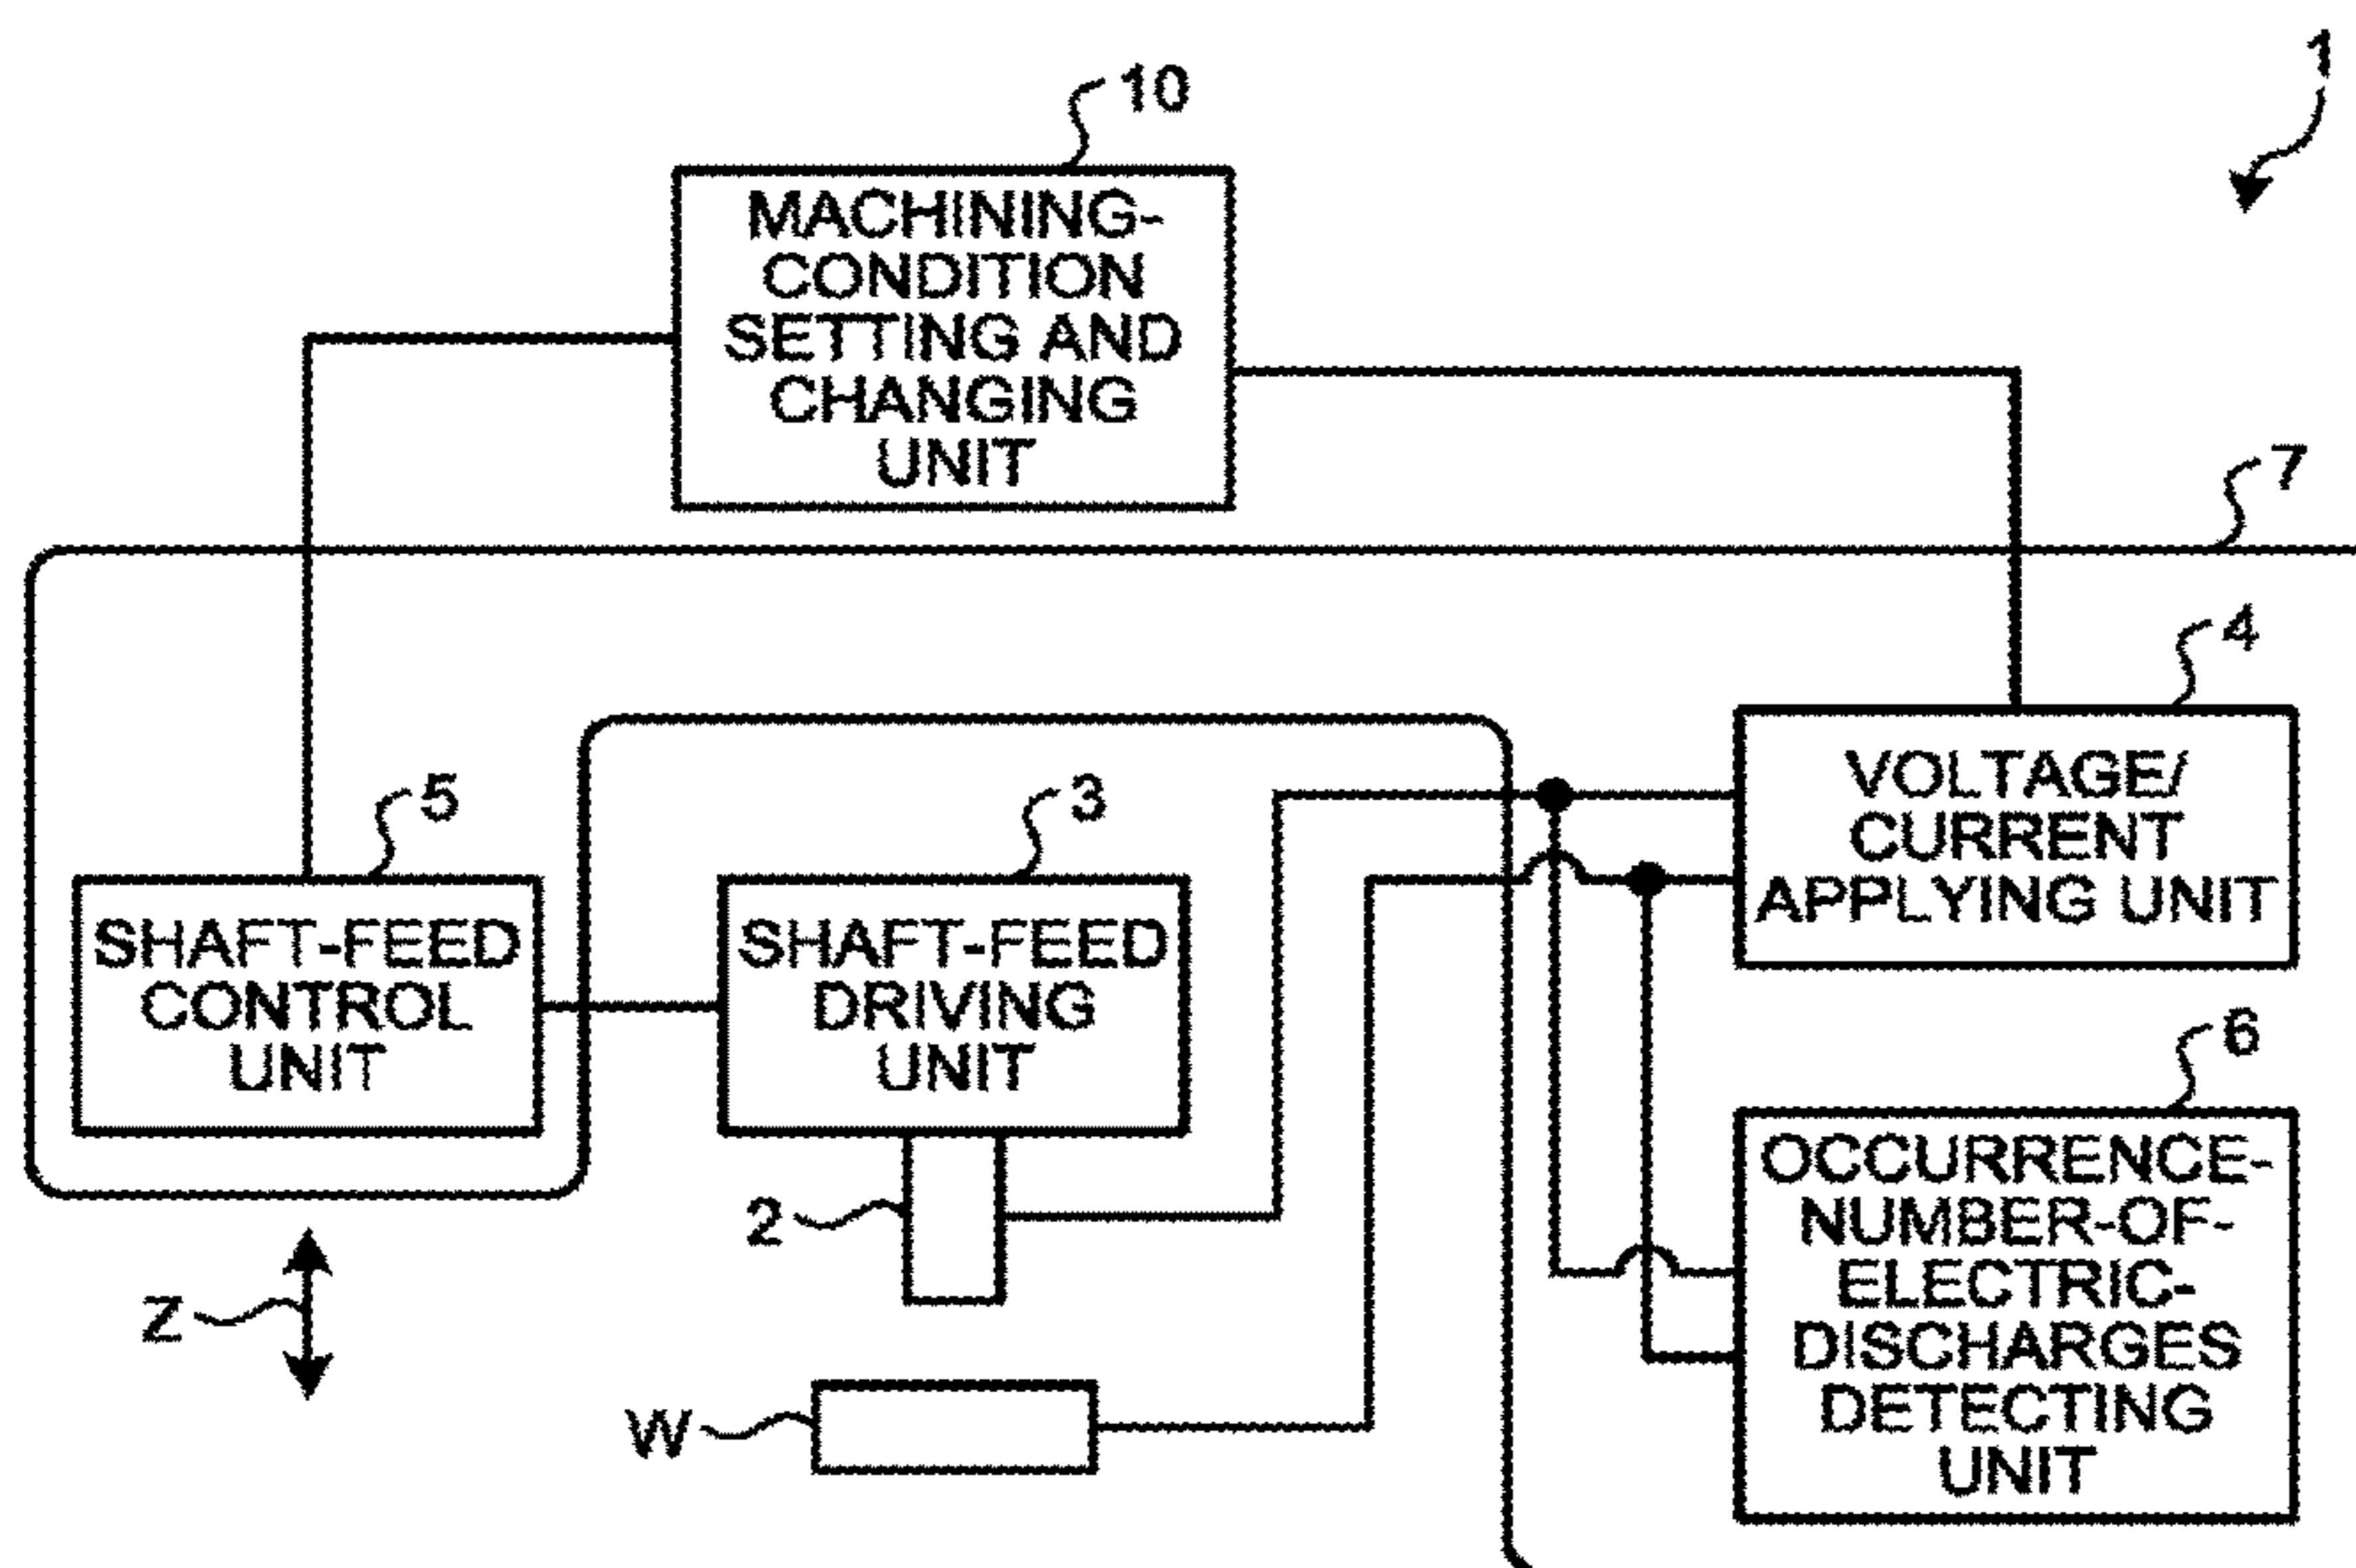 1
10
MACHINING-
CONDITION
SETTING AND
CHANGING
UNIT
7
4
VOLTAGE/
CURRENT
APPLYING UNIT
5
SHAFT-FEED
CONTROL
UNIT
3
SHAFT-FEED
DRIVING
UNIT
6
OCCURRENCE-
NUMBER-OF-
ELECTRIC-
DISCHARGES
DETECTING
UNIT
2
Z
W